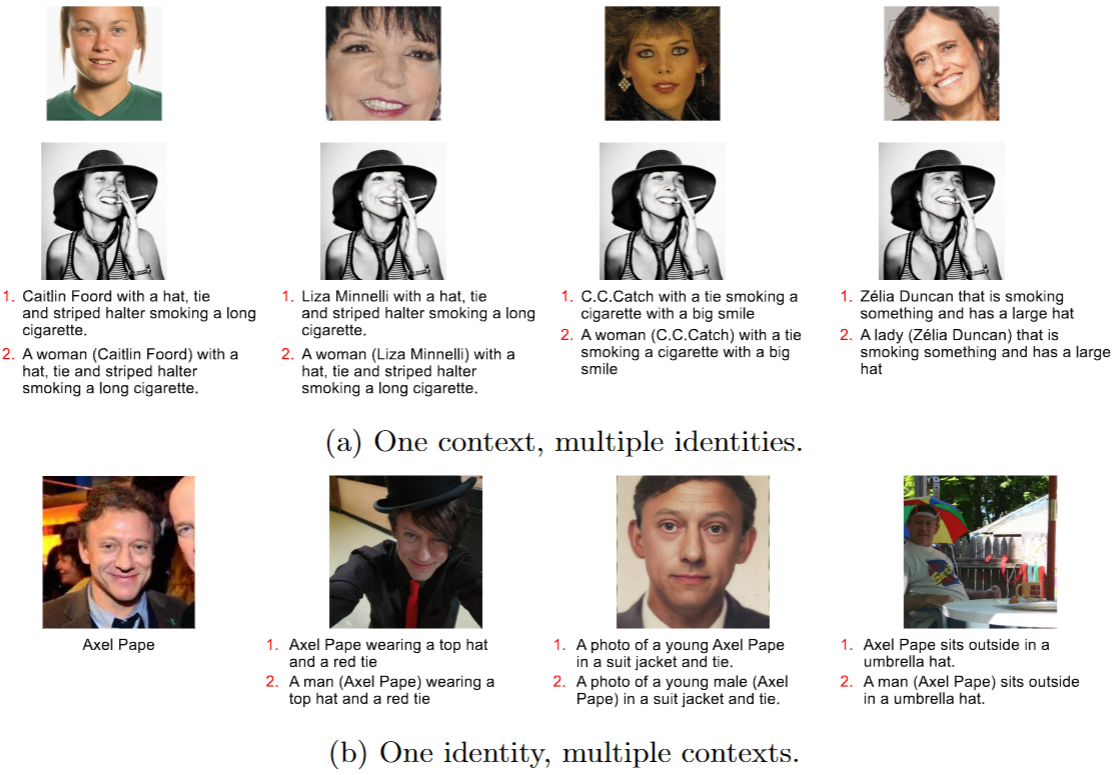 1. Caitlin Foord with a hat, tie
and striped halter smoking a long
cigarette.
2. A woman (Caitlin Foord) with a
hat, tie and striped halter
smoking a long cigarette.
1. Liza Minnelli with a hat, tie
and striped halter smoking a long
cigarette.
2. A woman (Liza Minnelli) with a
hat, tie and striped halter
smoking a long cigarette.
1. C.C.Catch with a tie smoking a
cigarette with a big smile
2. A woman (C.C.Catch) with a tie
smoking a cigarette with a big
smile
1. Zélia Duncan that is smoking
something and has a large hat
2. A lady (Zélia Duncan) that is
smoking something and has a large
hat
(a) One context, multiple identities.
Axel Pape
1. Axel Pape wearing a top hat
and a red tie
2. A man (Axel Pape) wearing a
top hat and a red tie
1. A photo of a young Axel Pape
in a suit jacket and tie.
2. A photo of a young male (Axel
Pape) in a suit jacket and tie.
1. Axel Pape sits outside in a
umbrella hat.
2. A man (Axel Pape) sits outside
in a umbrella hat.
(b) One identity, multiple contexts.